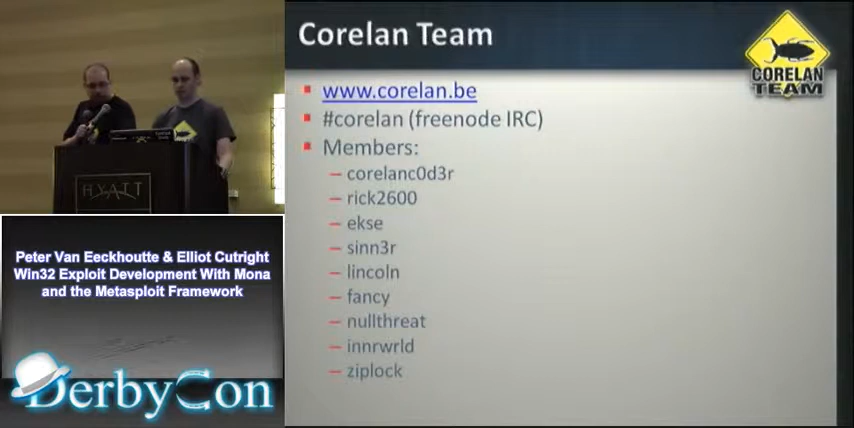 Corelan Team
CORELAN
TEAM
www.corelan.be
#corelan (freenode IRC)
Members:
– corelanc0d3r
– rick2600
– ekse
– sinn3r
– lincoln
– fancy
– nullthreat
– innrwrld
– ziplock
HYATT
Peter Van Eeckhoutte & Elliot Cutright
Win32 Exploit Development With Mona
and the Metasploit Framework
DerbyCon